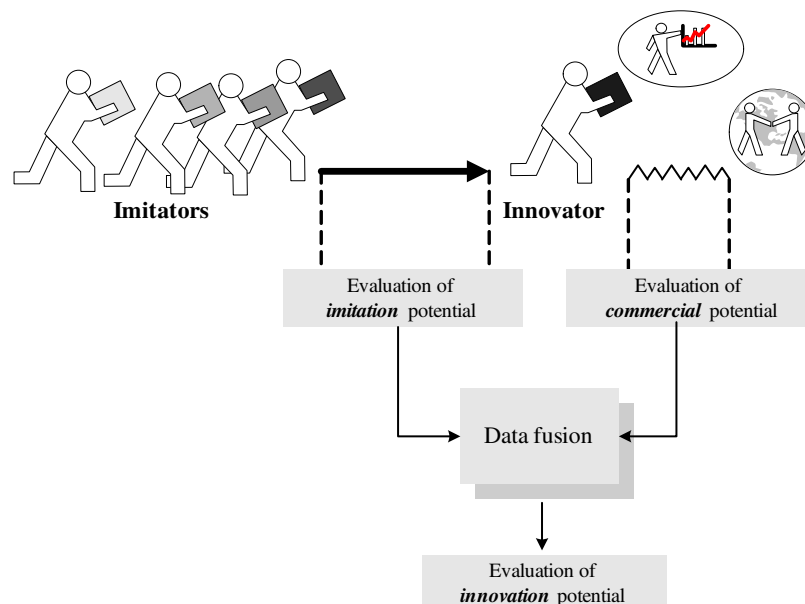 Imitators
Innovator
Evaluation of
imitation potential
Evaluation of
commercial potential
Data fusion
Evaluation of
innovation potential